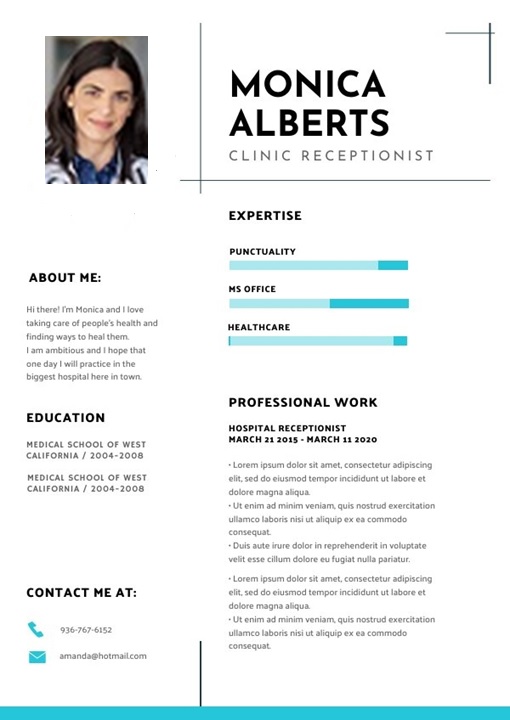 MONICA
ALBERTS
CLINIC RECEPTIONIST
ABOUT ME:
Hi there! I'm Monica and I love
taking care of people's health and
finding ways to heal them.
I am ambitious and I hope that
one day I will practice in the
biggest hospital here in town.
EDUCATION
MEDICAL SCHOOL OF WEST
CALIFORNIA / 2004-2008
MEDICAL SCHOOL OF WEST
CALIFORNIA / 2004-2008
CONTACT ME AT:
936-767-6152
amanda@hotmail.com
EXPERTISE
PUNCTUALITY
MS OFFICE
HEALTHCARE
PROFESSIONAL WORK
HOSPITAL RECEPTIONIST
MARCH 21 2015 - MARCH 11 2020
• Lorem ipsum dolor sit amet, consectetur adipiscing
elit, sed do eiusmod tempor incididunt ut labore et
dolore magna aliqua.
• Ut enim ad minim veniam, quis nostrud exercitation
ullamco laboris nisi ut aliquip ex ea commodo
consequat.
• Duis aute irure dolor in reprehenderit in voluptate
velit esse cillum dolore eu fugiat nulla pariatur.
• Lorem ipsum dolor sit amet, consectetur adipiscing
elit, sed do eiusmod tempor incididunt ut labore et
dolore magna aliqua.
• Ut enim ad minim veniam, quis nostrud exercitation
ullamco laboris nisi ut aliquip ex ea commodo
consequat.